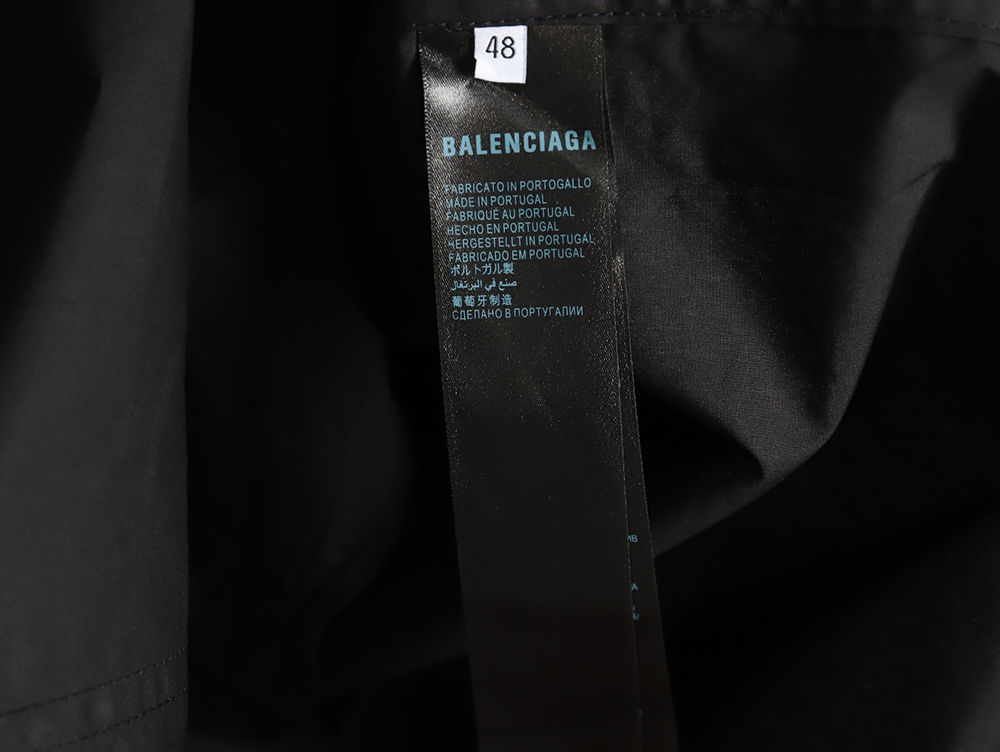 48
BALENCIAGA
FABRICATO IN PORTOGALLO
MADE IN PORTUGAL
FABRIQUÉ AU PORTUGAL
HECHO EN PORTUGAL
HERGESTELLT IN PORTUGAL
FABRICADO EM PORTUGAL
ポルトガル製
صنع في البرتغال
葡萄牙制造
СДЕЛАНО В ПОРТУГАЛИИ